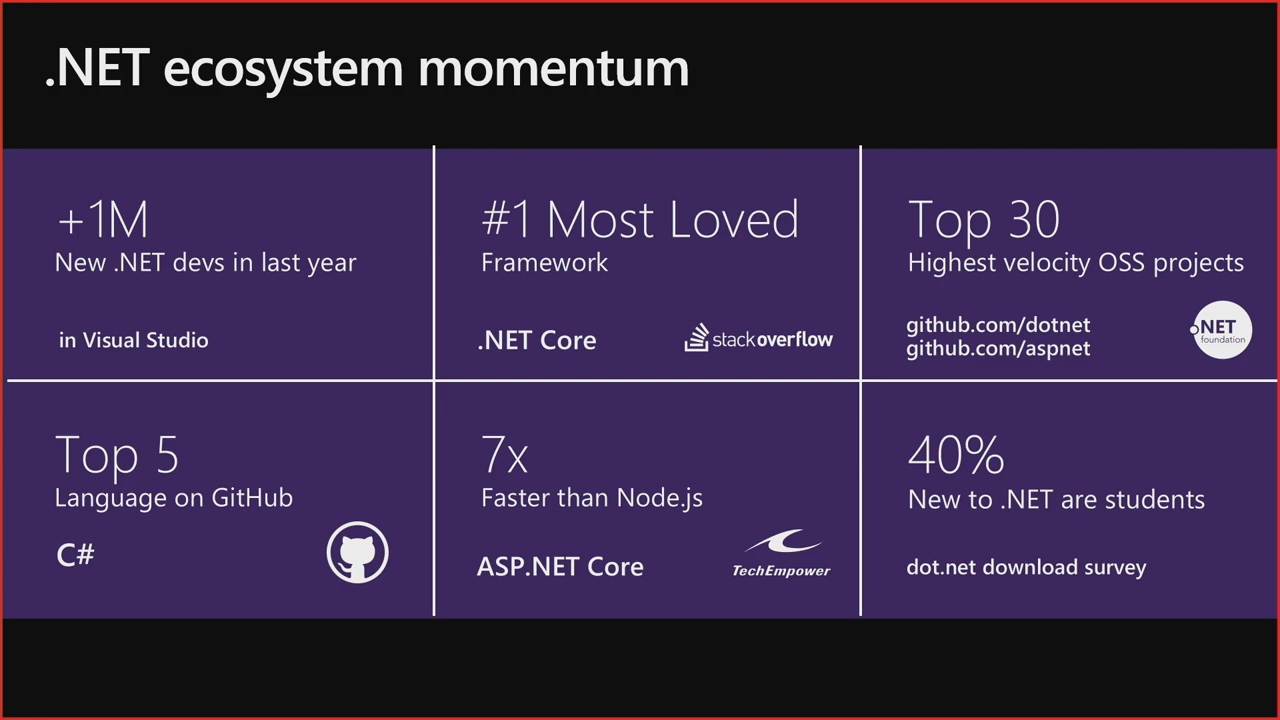 .NET ecosystem momentum
+1M
New .NET devs in last year
in Visual Studio
#1 Most Loved
Framework
.NET Core
stackoverflow
Top 30
Highest velocity OSS projects
github.com/dotnet
github.com/aspnet
.NET
foundation
Top 5
Language on GitHub
C#
7x
Faster than Node.js
ASP.NET Core
TechEmpower
40%
New to .NET are students
dot.net download survey